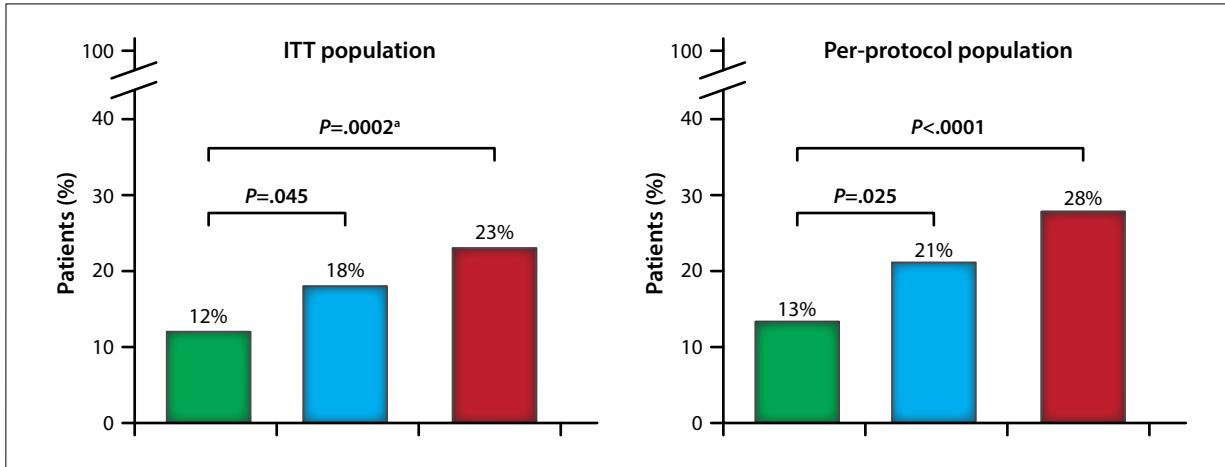 ITT population
Patients (%)
100
40
30
20
10
0
P=.0002ᵃ
P=.045
12%
18%
23%
Per-protocol population
Patients (%)
100
40
30
20
10
0
P<.0001
P=.025
13%
21%
28%